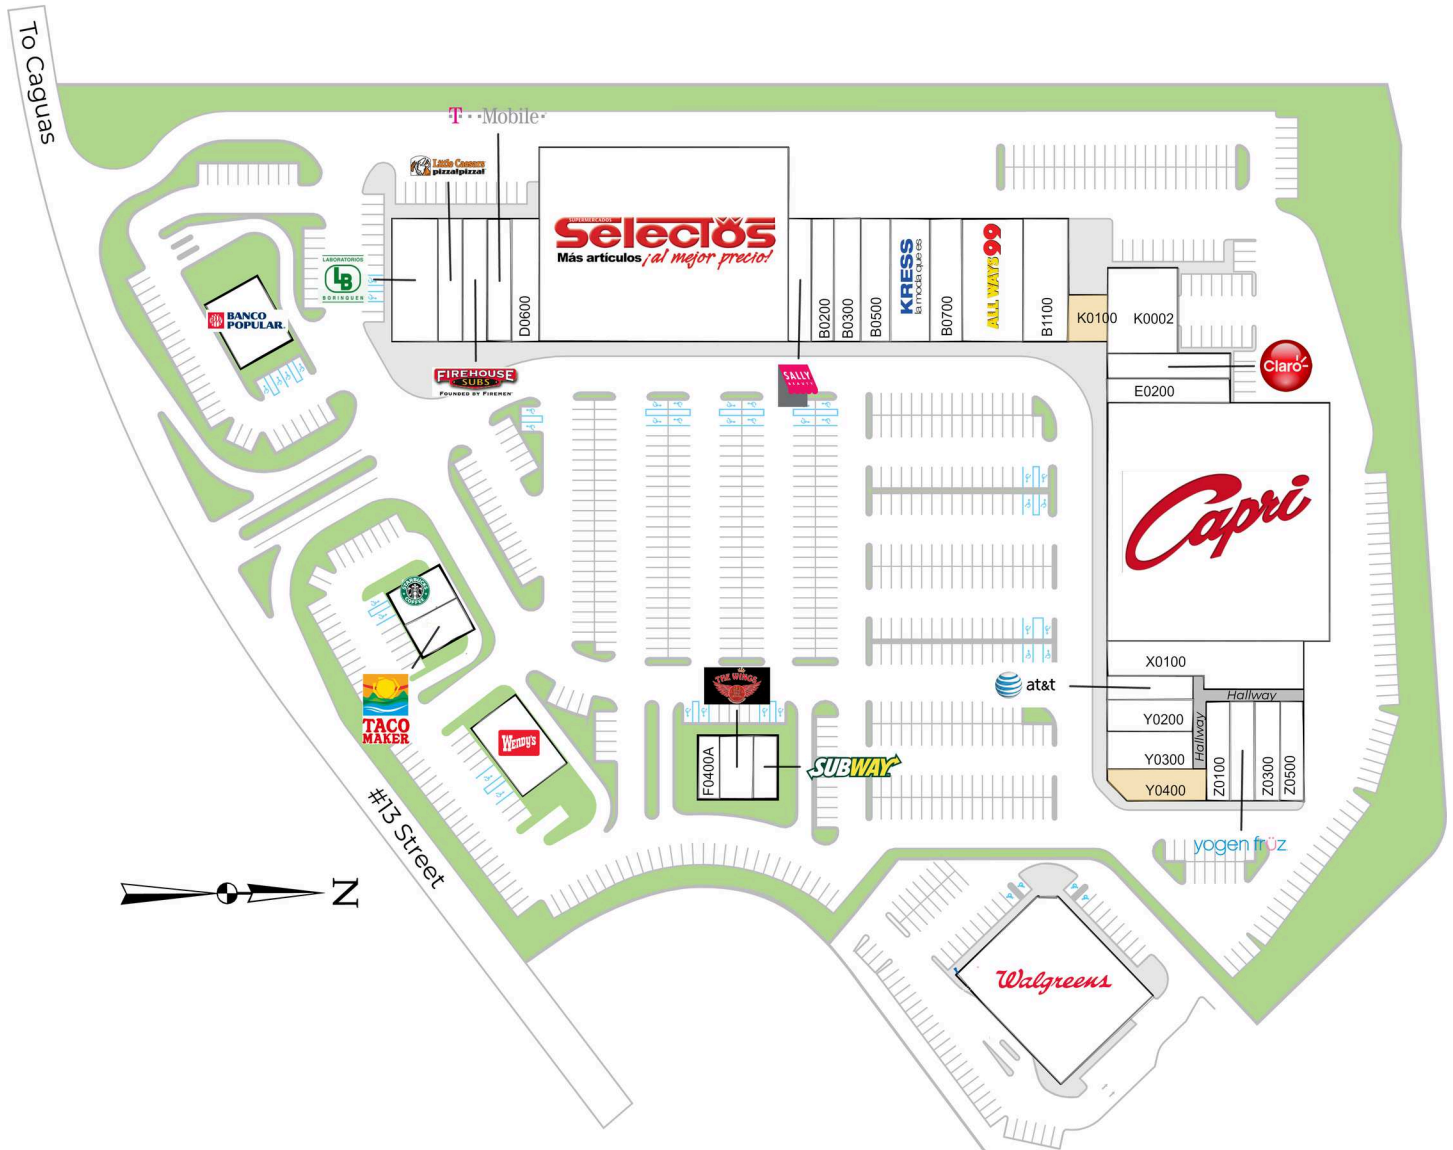 To Caguas
T··Mobile·
Little Caesars
pizza!pizza!
SUPERMERCADOS
Selectos
Más artículos ¡al mejor precio!
LABORATORIOS
LB
BORINQUEN
BANCO
POPULAR
D0600
B0200
B0300
B0500
KRESS
la moda que es
B0700
ALL WAYS 99
B1100
K0100
K0002
Claro
E0200
FIREHOUSE
SUBS
FOUNDED BY FIREMEN
SALLY
BEAUTY
Capri
STARBUCKS
COFFEE
TACO
MAKER
Wendy's
THE WINGS
F0400A
SUBWAY
at&t
X0100
Hallway
Y0200
Hallway
Y0300
Y0400
Z0100
Z0300
Z0500
yogen früz
#13 Street
N
Walgreens